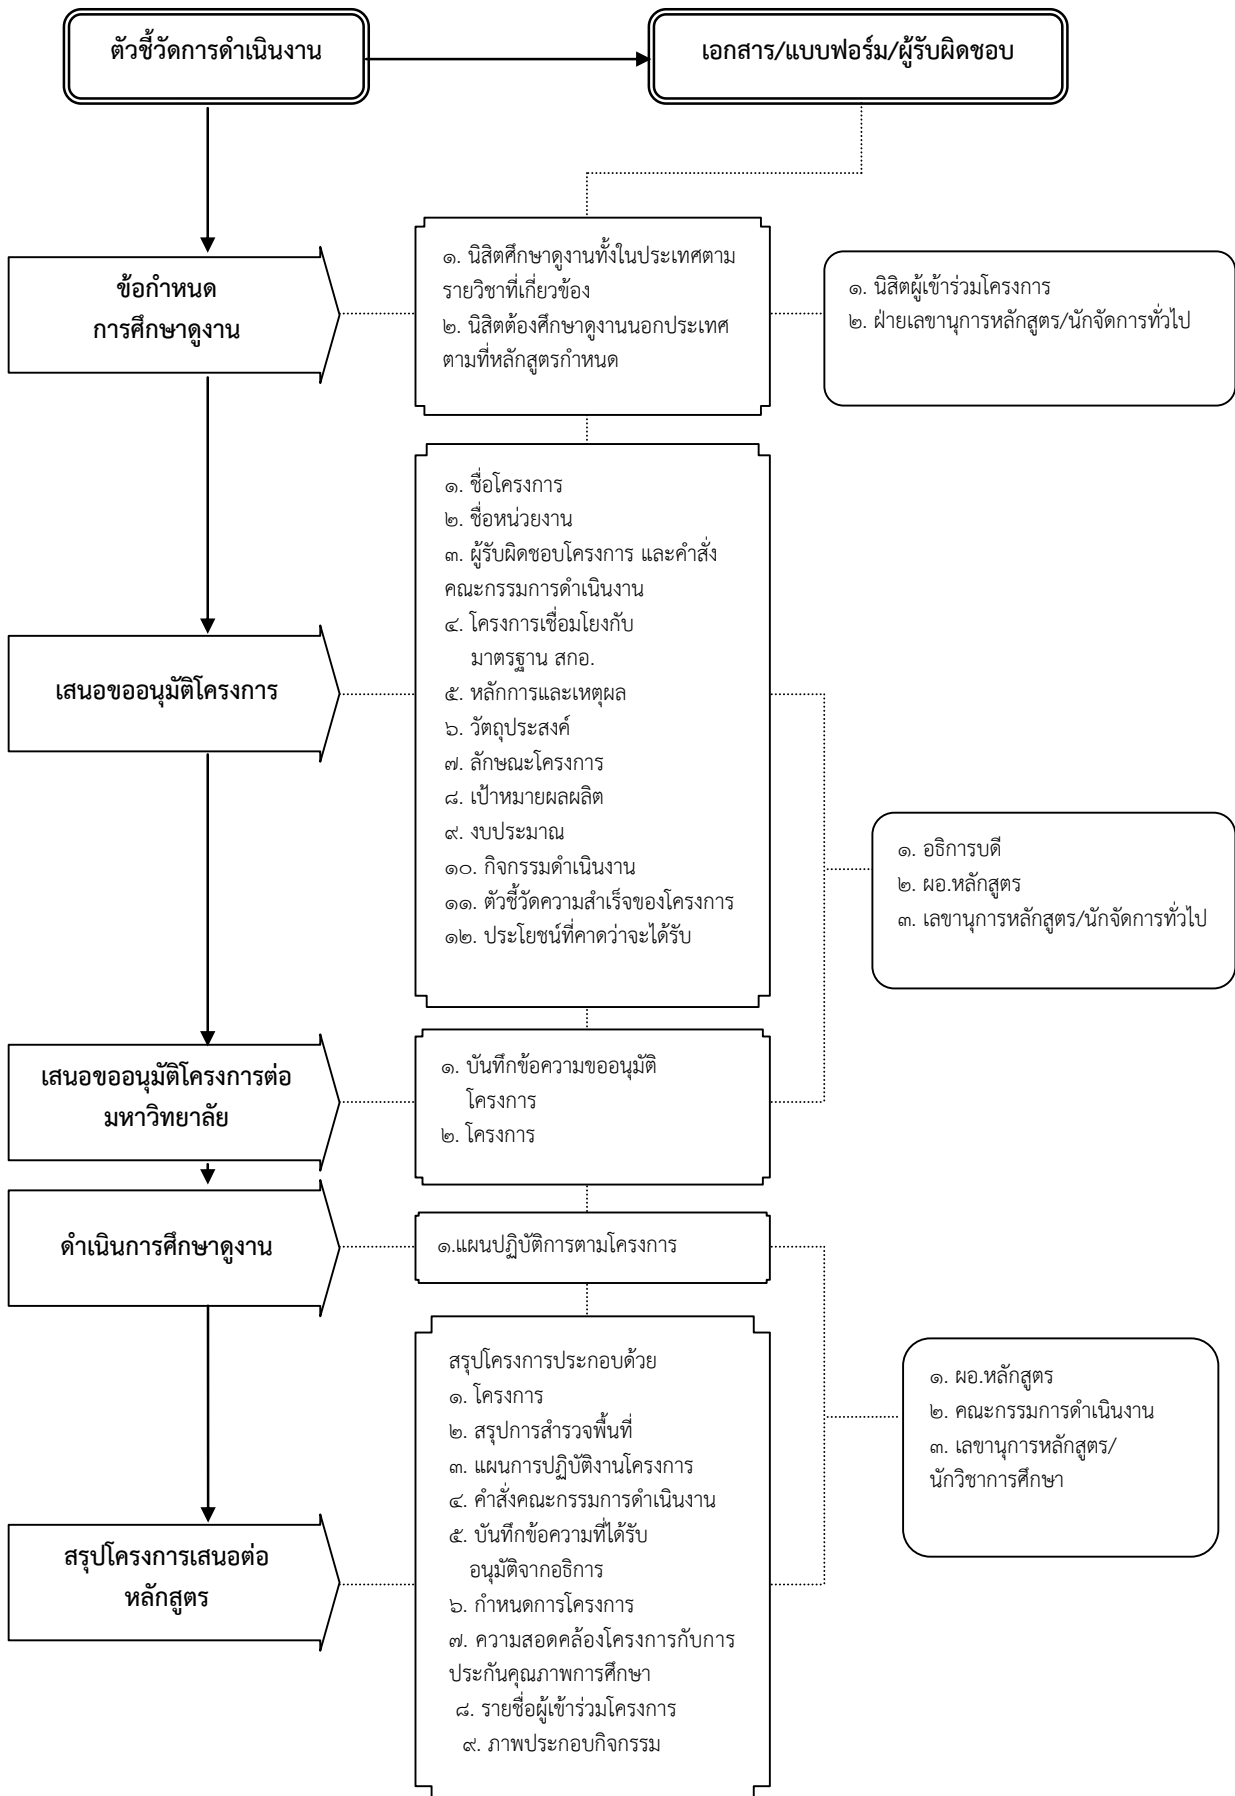 ตัวชี้วัดการดำเนินงาน
เอกสาร/แบบฟอร์ม/ผู้รับผิดชอบ
ข้อกำหนด
การศึกษาดูงาน
๑. นิสิตศึกษาดูงานทั้งในประเทศตาม
รายวิชาที่เกี่ยวข้อง
๒. นิสิตต้องศึกษาดูงานนอกประเทศ
ตามที่หลักสูตรกำหนด
๑. นิสิตผู้เข้าร่วมโครงการ
๒. ฝ่ายเลขานุการหลักสูตร/นักจัดการทั่วไป
เสนอขออนุมัติโครงการ
๑. ชื่อโครงการ
๒. ชื่อหน่วยงาน
๓. ผู้รับผิดชอบโครงการ และคำสั่ง
คณะกรรมการดำเนินงาน
๔. โครงการเชื่อมโยงกับ
มาตรฐาน สกอ.
๕. หลักการและเหตุผล
๖. วัตถุประสงค์
๗. ลักษณะโครงการ
๘. เป้าหมายผลผลิต
๙. งบประมาณ
๑๐. กิจกรรมดำเนินงาน
๑๑. ตัวชี้วัดความสำเร็จของโครงการ
๑๒. ประโยชน์ที่คาดว่าจะได้รับ
๑. อธิการบดี
๒. ผอ.หลักสูตร
๓. เลขานุการหลักสูตร/นักจัดการทั่วไป
เสนอขออนุมัติโครงการต่อ
มหาวิทยาลัย
๑. บันทึกข้อความขออนุมัติ
โครงการ
๒. โครงการ
ดำเนินการศึกษาดูงาน
๑.แผนปฏิบัติการตามโครงการ
สรุปโครงการเสนอต่อ
หลักสูตร
สรุปโครงการประกอบด้วย
๑. โครงการ
๒. สรุปการสำรวจพื้นที่
๓. แผนการปฏิบัติงานโครงการ
๔. คำสั่งคณะกรรมการดำเนินงาน
๕. บันทึกข้อความที่ได้รับ
อนุมัติจากอธิการ
๖. กำหนดการโครงการ
๗. ความสอดคล้องโครงการกับการ
ประกันคุณภาพการศึกษา
๘. รายชื่อผู้เข้าร่วมโครงการ
๙. ภาพประกอบกิจกรรม
๑. ผอ.หลักสูตร
๒. คณะกรรมการดำเนินงาน
๓. เลขานุการหลักสูตร/
นักวิชาการศึกษา